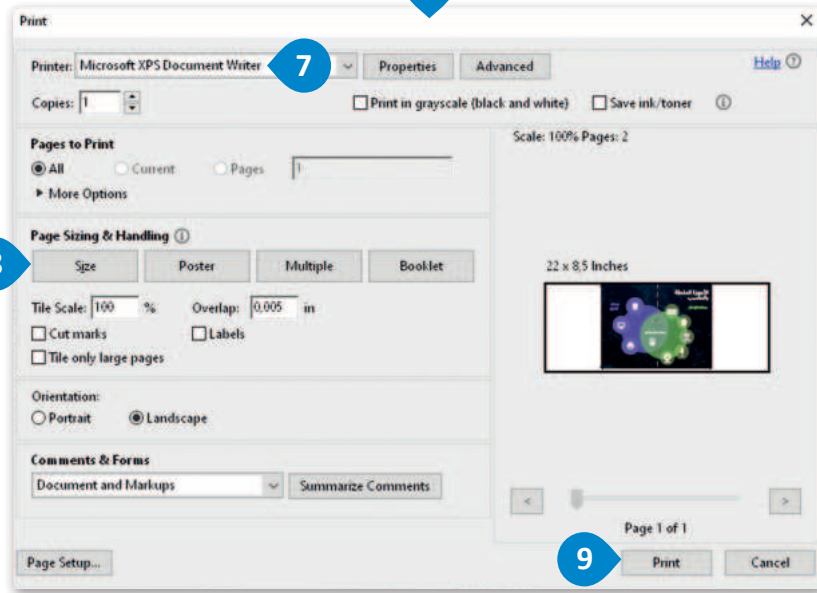 Print
Printer: Microsoft XPS Document Writer 7 Properties Advanced Help
Copies: 1 Print in grayscale (black and white) Save ink/toner
Pages to Print
All Current Pages 1
More Options
Scale: 100% Pages: 2
Page Sizing & Handling
Size Poster Multiple Booklet
Tile Scale: 100 % Overlap: 0,005 in
Cut marks Labels
Tile only large pages
22 x 8,5 Inches
Orientation:
Portrait Landscape
Comments & Forms
Document and Markups Summarize Comments
< >
Page 1 of 1
Page Setup... 9 Print Cancel